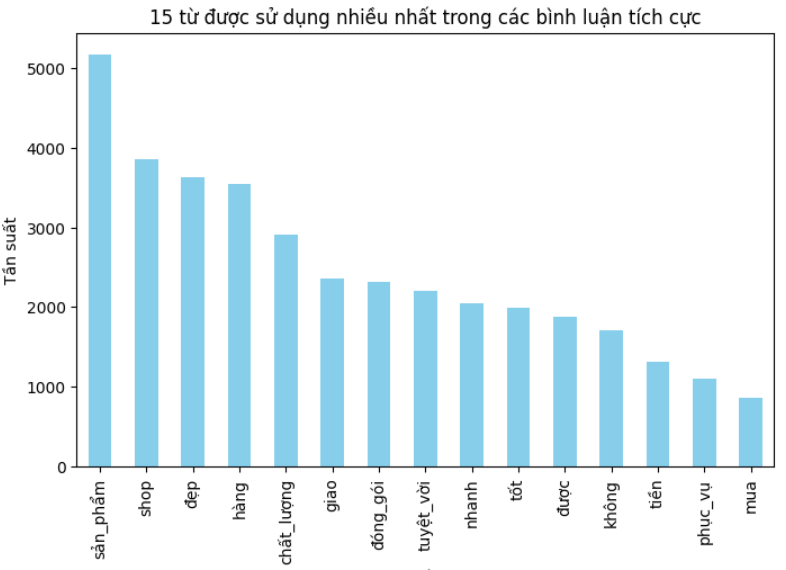 15 từ được sử dụng nhiều nhất trong các bình luận tích cực
Tần suất
5000
4000
3000
2000
1000
0
sản_phẩm
shop
đẹp
hàng
chất_lượng
giao
đóng_gói
tuyệt_vời
nhanh
tốt
được
không
tiền
phục_vụ
mua